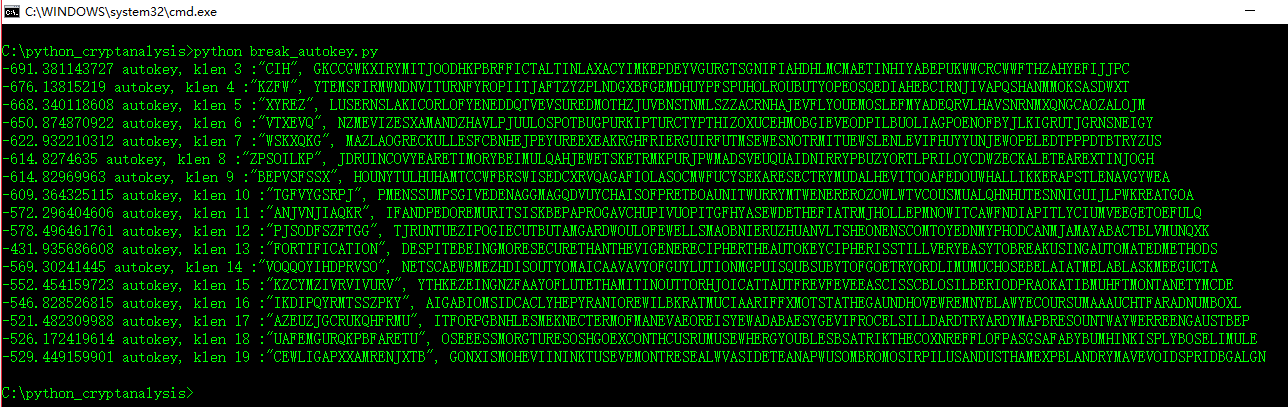 C:\WINDOWS\system32\cmd.exe
C:\python_cryptanalysis>python break_autokey.py
-691.381143727 autokey, klen 3 :"CIH", GKCCGWKXIRYMITJOODHKPBRFFICTALTINLAXACYIMKEPDEYVGURGTSGNIFIAHDHLMCMAETINHIYABEPUKWWCRCWWFTHZAHYEFIJJPC
-676.13815219 autokey, klen 4 :"KZFW", YTEMSFIRMWNDNVITURNFYROPIITJAFTZYZPLNDGXBFGEMDHUYPFSPUHOLROUBUTYOPEOSQEDIAHEBCIRNJIVAPQSHANMMOKSASDWXT
-668.340118608 autokey, klen 5 :"XYREZ", LUSERNSLAKICORLOFYENEDDQTVEVSUREDMOTHZJUVBNSTNMLSZZACRNHAJEVFLYOUEMOSLEFMYADEQRVLHAVSNRNMXQNGCAOZALOJM
-650.874870922 autokey, klen 6 :"VTXEVQ", NZMEVIZESXAMANDZHAVLPJUULOSPOTBUGPURKIPTURCTYPTHIZOXUCEHMOBGIEVEODPILBUOLIAGPOENOFBYJLKIGRUTJGRNSNEIGY
-622.932210312 autokey, klen 7 :"WSKXQKG", MAZLAOGRECKULLESFCBNHEJPEYUREEXEAKRGHFRIERGUIRFUTMSEWESNOTRMITUEWSLENLEVIFHUYYUNJEWOPELEDTPPPDTBTRYZUS
-614.8274635 autokey, klen 8 :"ZPSOILKP", JDRUINCOVYEARETIMORYBEIMULQAHJEWETSKETRMKPURJPWMADSVEUQUAIDNIRRYPBUZYORTLPRILOYCDWZECKALETEAREXTINJOGH
-614.82969963 autokey, klen 9 :"BEPVSFSSX", HOUNYTULHUHAMTCCWFBRSWISEDCXRVQAGAFIOLASOCMWFUCYSEKARESECTRYMUDALHEVITOOAFEDOUWHALLIKKERAPSTLENAVGYWEA
-609.364325115 autokey, klen 10 :"TGFVYGSRPJ", PMENSSUMPSGIVEDENAGGMAGQDVUYCHAISQFPRETBOAUNITWURRYMTWENEREROZOWLWTVCOUSMUALQHNHUTESNNIGUIJLPWKREATGOA
-572.296404606 autokey, klen 11 :"ANJVNJIAQKR", IFANDPEDOREMURITSISKBEPAPROGAVCHUPIVUOPITGFHYASEWDETHEFIATRMJHOLLEPMNOWITCAWFNDIAPITLYCIUMVEEGETOEFULQ
-578.496461761 autokey, klen 12 :"PJSODFSZFTGG", TJRUNTUEZIPOGIECUTBUTAMGARDWOULOFEWELLSMAOBNIERUZHUANVLTSHEONENSCOMTOYEDNMYPHODCANMJAMAYABACTBLVMUNQXK
-431.935686608 autokey, klen 13 :"FORTIFICATION", DESPITEBEINGMORESECURETHANTHEVIGENERECIPHERTHEAUTOKEYCIPHERISSTILLVERYEASYTOBREAKUSINGAUTOMATEDMETHODS
-569.30241445 autokey, klen 14 :"VOQQOYIHDPRVSO", NETSCAEWBMEZHDISOUTYOMAICAAVAVYOFGUYLUTIONMGPUISQUBSUBYTOFGOETRYORDLIMUMUCHOSEBELAIATMELABLASKMEEGUCTA
-552.454159723 autokey, klen 15 :"KZCYMZIVRVIVURV", YTHKEZEINGNZFAAYOFLUTETHAMITINOUTTORHJOICATTAUTFREVFEVEEASCISSCBLOSILBERIODPRAOKATIBMUHFTMONTANETYMCDE
-546.828526815 autokey, klen 16 :"IKDIPQYRMTSSZPKY", AIGABIOMSIDCACLYHEPYRANIOREWILBKRATMUCIAARIFFXMOTSTATHEGAUNDHOVEWREMNYELAWYECOURSUMAAAUCHTFARADNUMBOXL
-521.482309988 autokey, klen 17 :"AZEUZJGCRUKQHFRMU", ITFORPGBNHLESMEKNECTERMOFMANEVAEOREISYEWADABAESYGEVIFROCELSILLDARDTRYARDYMAPBRESOUNTWAYWERREENGAUSTBEP
-526.172419614 autokey, klen 18 :"UAFEMGURQKPBFARETU", OSEEESSMORGTURESOSHGOEXCONTHCUSRUMUSEWHERGYOUBLESBSATRIKTHECOXNREFFLOFPASGSAFABYBUMHINKISPLYBOSELIMULE
-529.449159901 autokey, klen 19 :"CEWLIGAPXXAMRENJXTB", GONXISMOHEVIININKTUSEVEMONTRESEALWVASIDETEANAPWUSOMBROMOSIRPILUSANDUSTHAMEXPBLANDRYMAVEVOIDSPRIDBGALGN
C:\python_cryptanalysis>